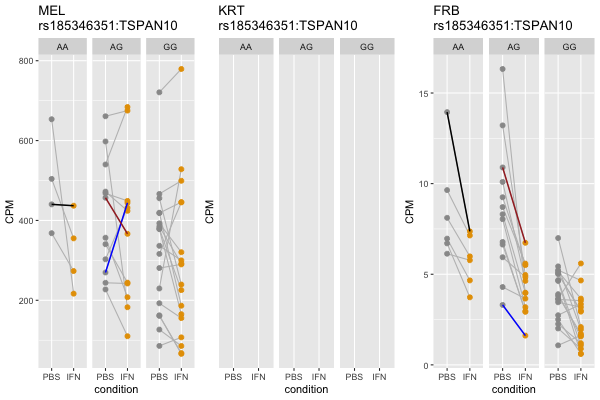 MEL
rs185346351:TSPAN10
AA AG GG
CPM
800
600
400
200
PBS IFN PBS IFN PBS IFN
condition
KRT
rs185346351:TSPAN10
AA AG GG
CPM
PBS IFN PBS IFN PBS IFN
condition
FRB
rs185346351:TSPAN10
AA AG GG
CPM
15
10
5
0
PBS IFN PBS IFN PBS IFN
condition